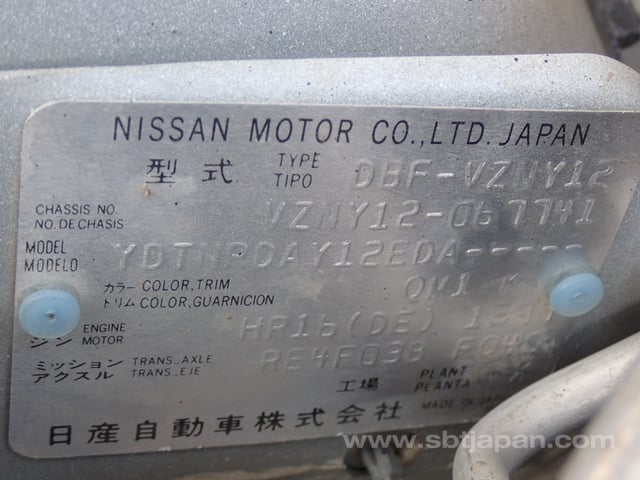 NISSAN MOTOR CO.,LTD. JAPAN
型式 TYPE TIPO DBF-VZNY12
CHASSIS NO. NO. DE CHASIS VZNY12-067741
MODEL MODELO
カラー COLOR, TRIM トリム COLOR, GUARNICION QM1 K
ジン ENGINE MOTOR HR16(DE)
ミッション TRANS., AXLE アクスル TRANS., EJE RE4F03B
工場 PLANT PLANTA
MADE IN
日産自動車株式会社
www.sbtjapan.com